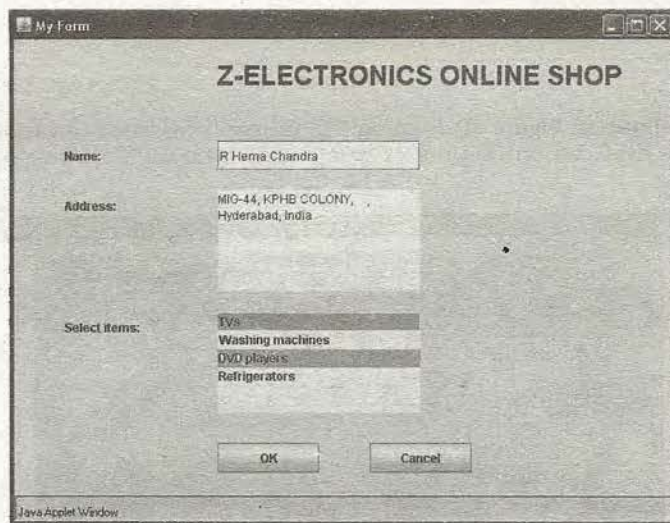 My Form
Z-ELECTRONICS ONLINE SHOP
Name:
R Hema Chandra
Address:
MIG-44, KPHB COLONY,
Hyderabad, India
Select items:
TVs
Washing machines
DVD players
Refrigerators
OK
Cancel
Java Applet Window